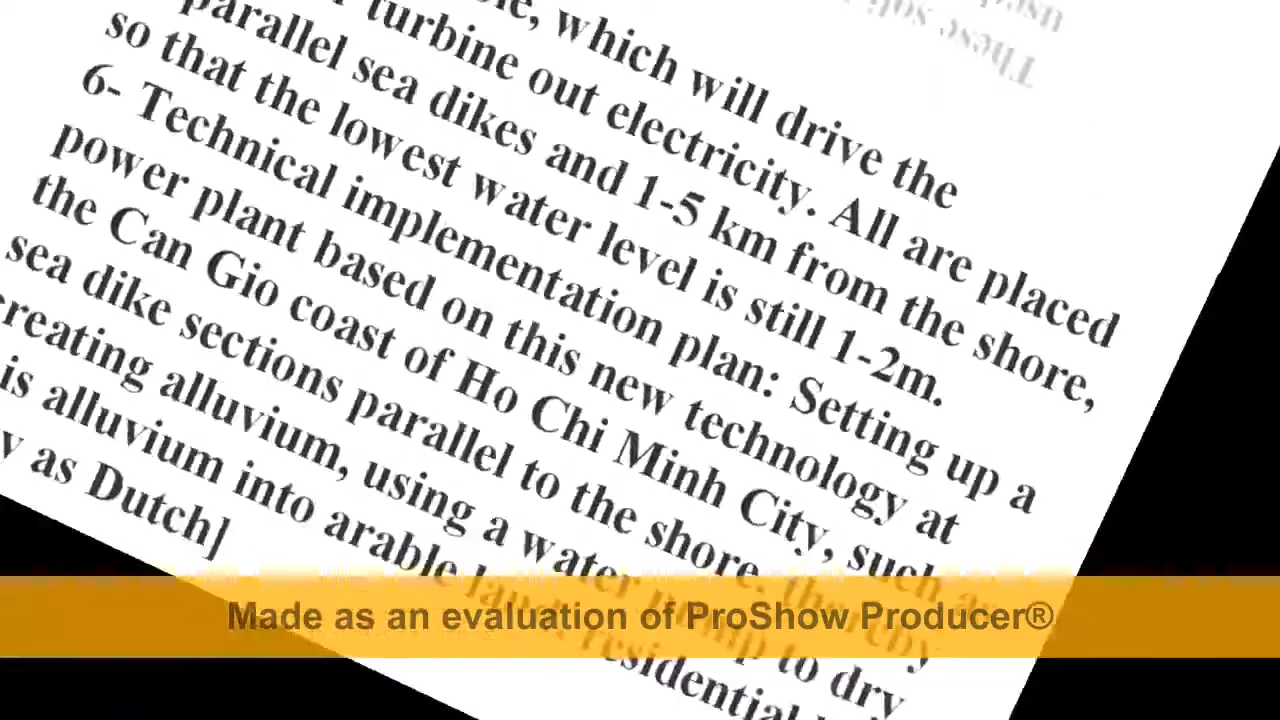 which will drive the
turbine out electricity. All are placed
parallel sea dikes and 1-5 km from the shore,
so that the lowest water level is still 1-2m.
6- Technical implementation plan: Setting up a
power plant based on this new technology at
the Can Gio coast of Ho Chi Minh City, such as
sea dike sections parallel to the shore, thereby
creating alluvium, using a water pump to dry
is alluvium into arable land, residential
as Dutch]
These
Made as an evaluation of ProShow Producer®